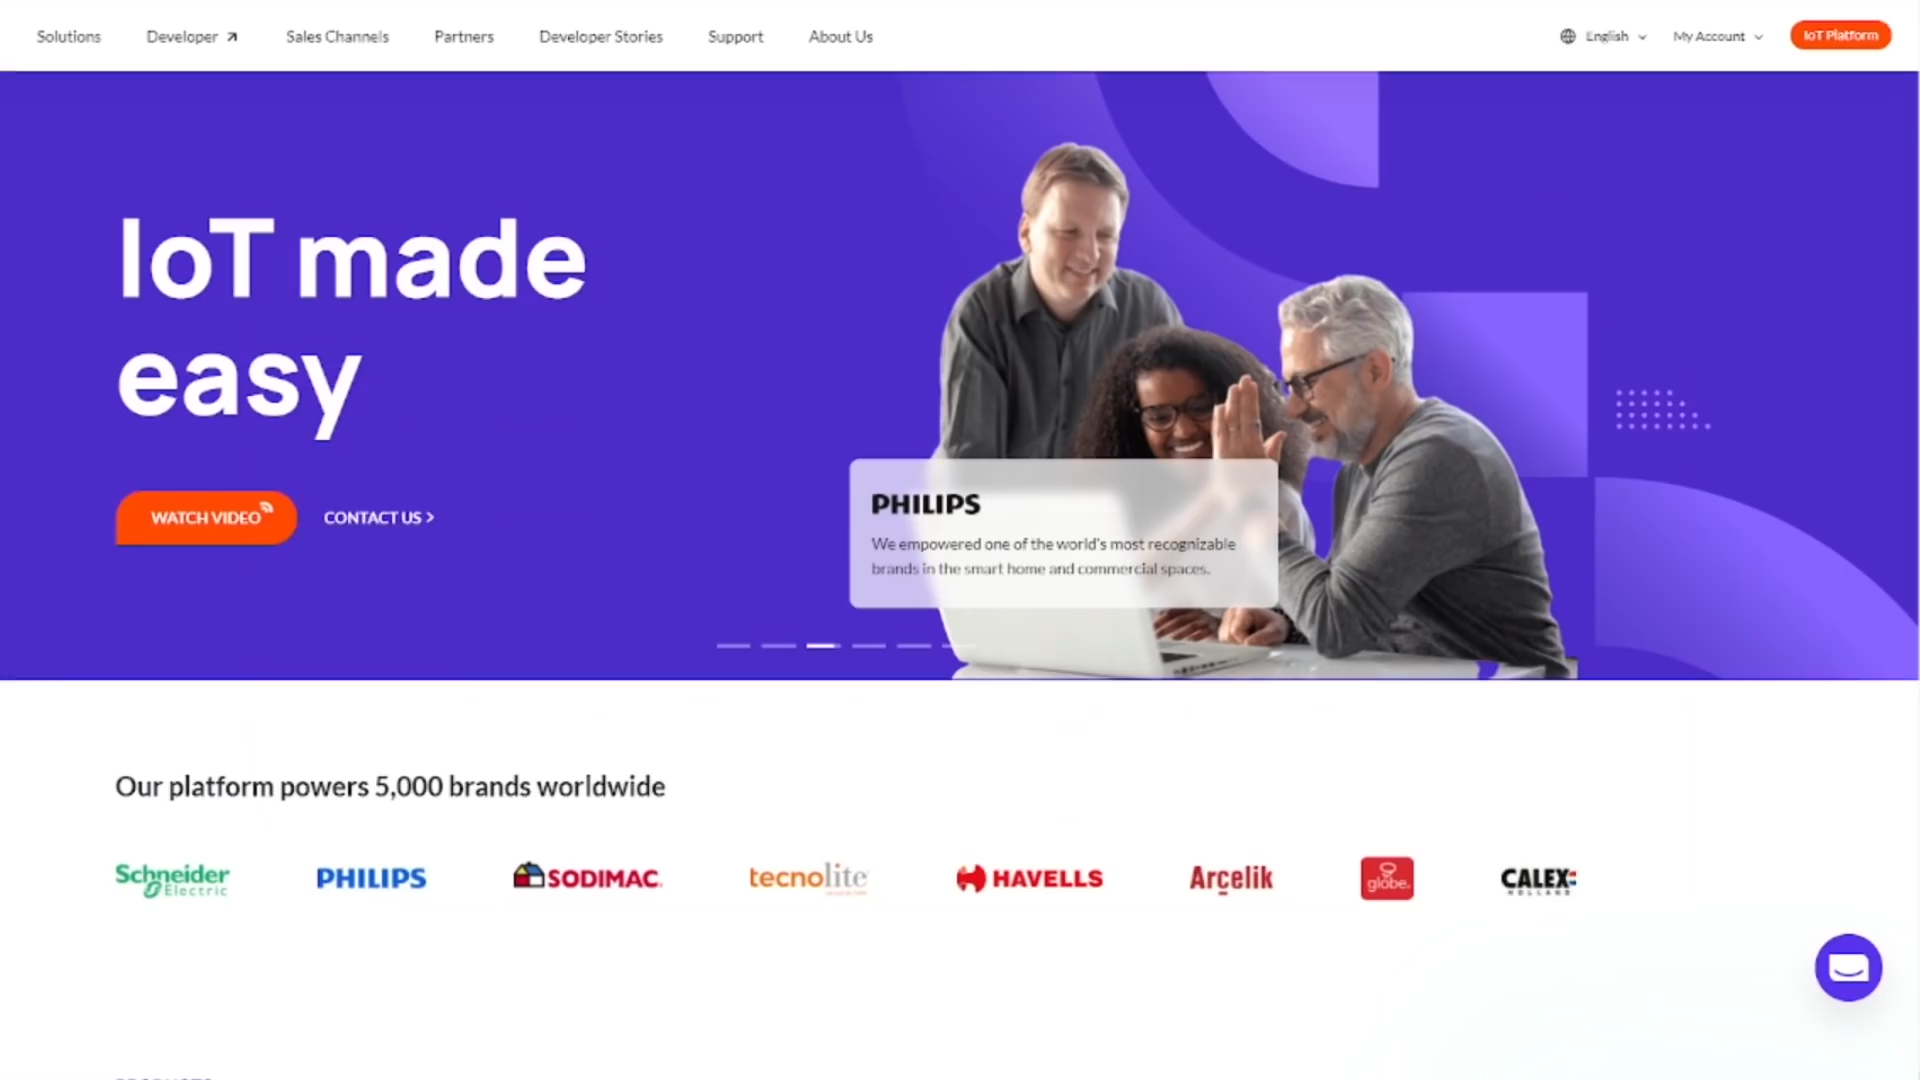 Solutions
Developer
Sales Channels
Partners
Developer Stories
Support
About Us
English
My Account
IoT Platform
IoT made
easy
WATCH VIDEO
CONTACT US >
PHILIPS
We empowered one of the world's most recognizable
brands in the smart home and commercial spaces.
Our platform powers 5,000 brands worldwide
Schneider
Electric
PHILIPS
SODIMAC
tecnolite
HAVELLS
Arçelik
globe.
CALEX
HOLLAND